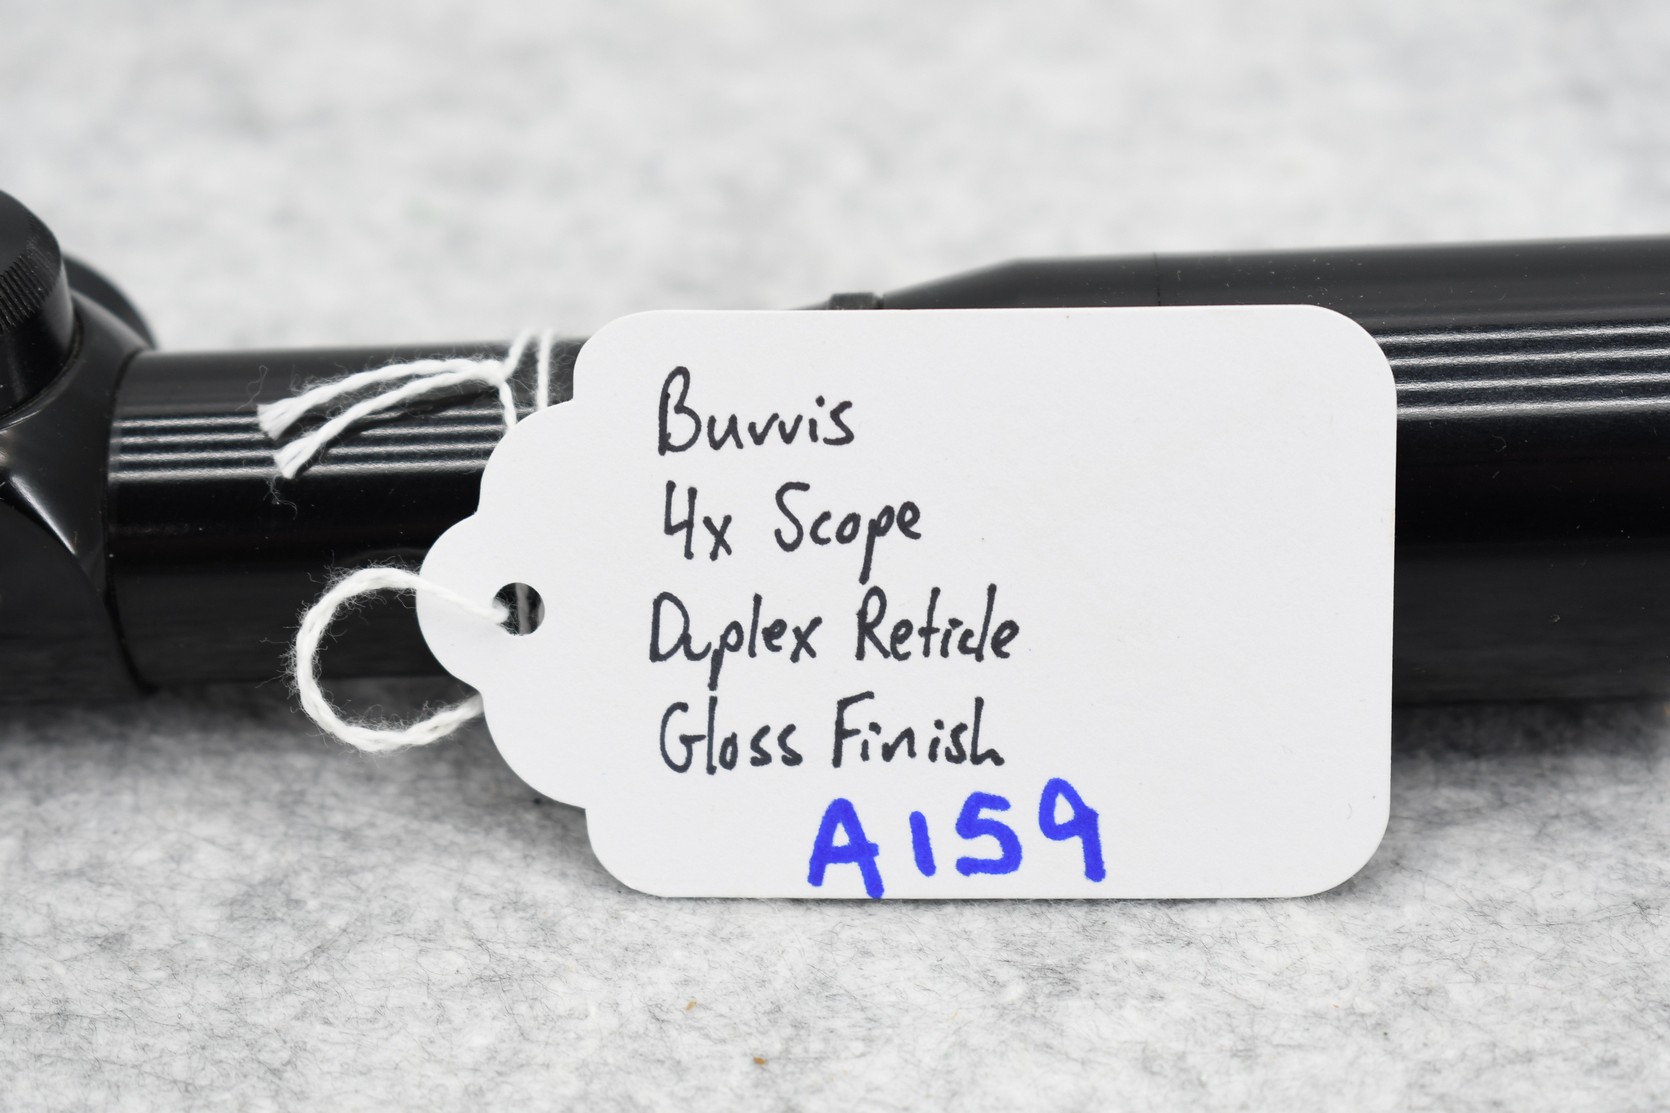 Burris
4x Scope
Duplex Reticle
Gloss Finish
A159